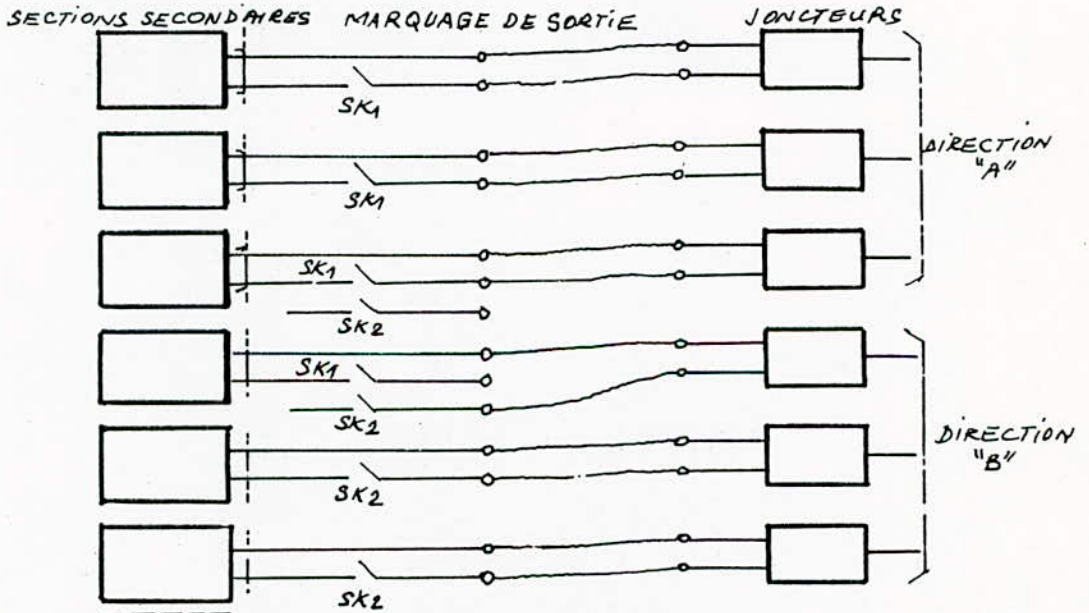 SECTIONS SECONDAIRES MARQUAGE DE SORTIE JONCTEURS
SK1
SK1
DIRECTION
"A"
SK1
SK2
SK1
SK2
DIRECTION
"B"
SK2
SK2